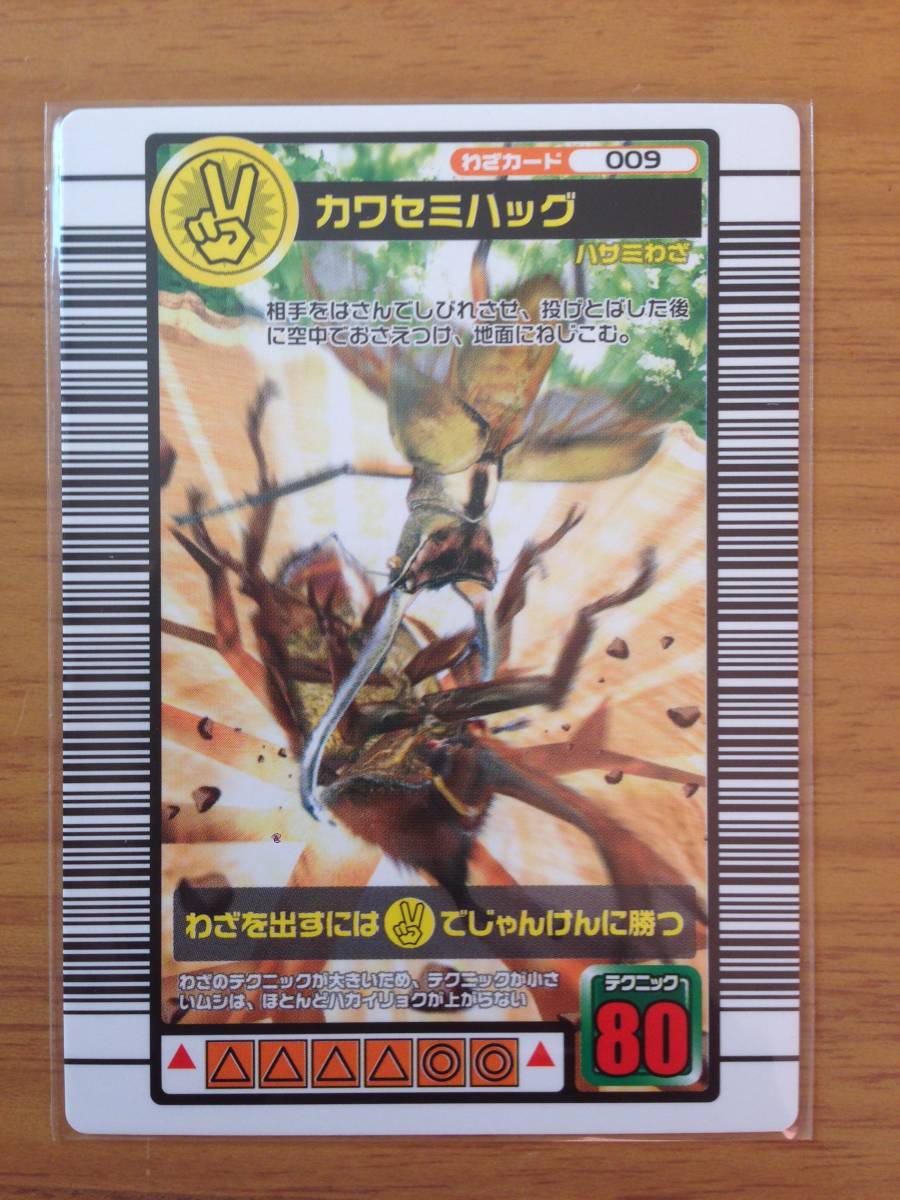 わざカード 009
カワセミハッグ
ハサミわざ
相手をはさんでしびれさせ、投げとばした後
に空中でおさえつけ、地面にねじこむ。
わざを出すには でじゃんけんに勝つ
わざのテクニックが大きいため、テクニックが小さ
いムシは、ほとんどハカイリョクが上がらない
テクニック
80